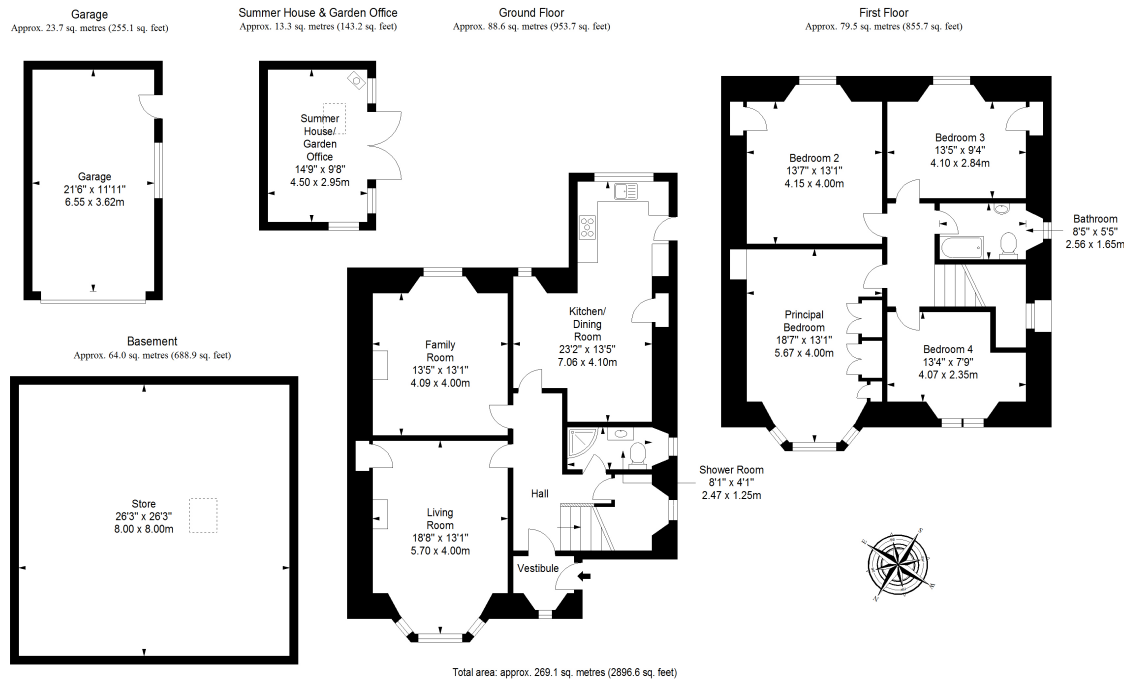 Garage
Approx. 23.7 sq. metres (255.1 sq. feet)
Summer House & Garden Office
Approx. 13.3 sq. metres (143.2 sq. feet)
Ground Floor
Approx. 88.6 sq. metres (953.7 sq. feet)
First Floor
Approx. 79.5 sq. metres (855.7 sq. feet)
Garage
21'6" x 11'11"
6.55 x 3.62m
Summer
House/
Garden
Office
14'9" x 9'8"
4.50 x 2.95m
Bedroom 2
13'7" x 13'1"
4.15 x 4.00m
Bedroom 3
13'5" x 9'4"
4.10 x 2.84m
Bathroom
8'5" x 5'5"
2.56 x 1.65m
Kitchen/
Dining
Room
23'2" x 13'5"
7.06 x 4.10m
Family
Room
13'5" x 13'1"
4.09 x 4.00m
Principal
Bedroom
18'7" x 13'1"
5.67 x 4.00m
Bedroom 4
13'4" x 7'9"
4.07 x 2.35m
Basement
Approx. 64.0 sq. metres (688.9 sq. feet)
Store
26'3" x 26'3"
8.00 x 8.00m
Shower Room
8'1" x 4'1"
2.47 x 1.25m
Hall
Living
Room
18'8" x 13'1"
5.70 x 4.00m
Vestibule
S
E
W
N
Total area: approx. 269.1 sq. metres (2896.6 sq. feet)